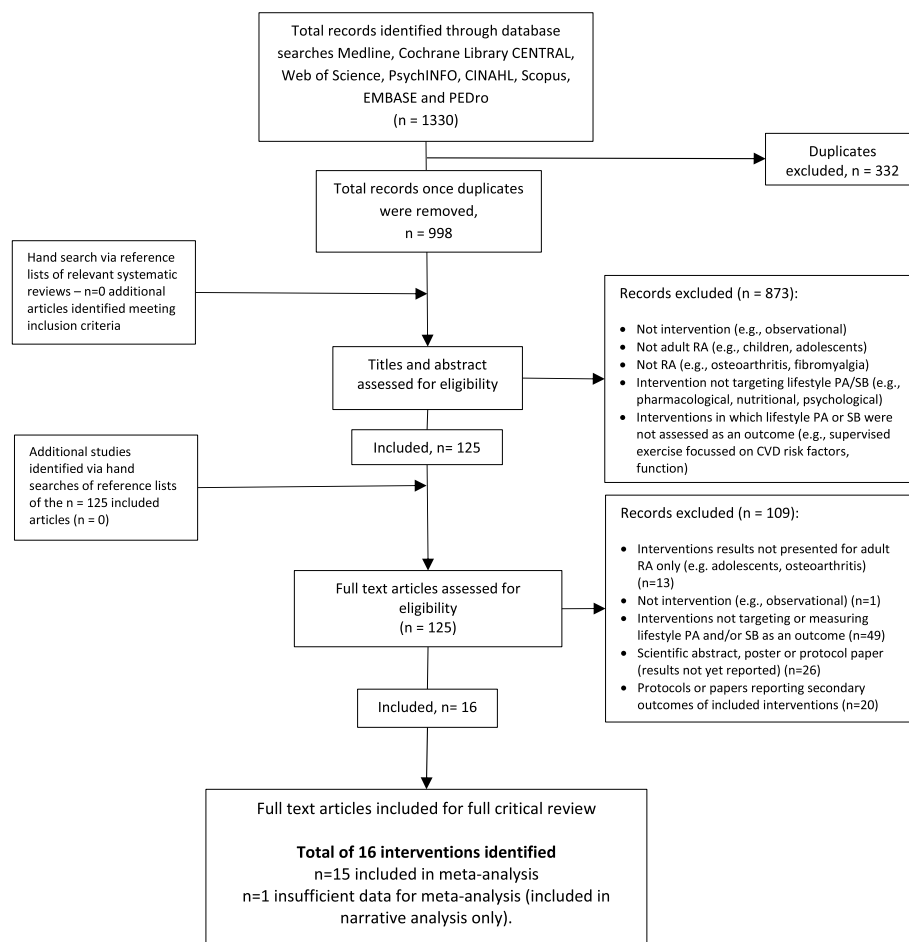 Total records identified through database
searches Medline, Cochrane Library CENTRAL,
Web of Science, PsychINFO, CINAHL, Scopus,
EMBASE and PEDro
(n = 1330)
Duplicates
excluded, n = 332
Total records once duplicates
were removed,
n = 998
Hand search via reference
lists of relevant systematic
reviews – n=0 additional
articles identified meeting
inclusion criteria
Records excluded (n = 873):
• Not intervention (e.g., observational)
• Not adult RA (e.g., children, adolescents)
• Not RA (e.g., osteoarthritis, fibromyalgia)
• Intervention not targeting lifestyle PA/SB (e.g.,
pharmacological, nutritional, psychological)
• Interventions in which lifestyle PA or SB were
not assessed as an outcome (e.g., supervised
exercise focussed on CVD risk factors,
function)
Titles and abstract
assessed for eligibility
Included, n= 125
Additional studies
identified via hand
searches of reference lists
of the n = 125 included
articles (n = 0)
Records excluded (n = 109):
• Interventions results not presented for adult
RA only (e.g. adolescents, osteoarthritis)
(n=13)
• Not intervention (e.g., observational) (n=1)
• Interventions not targeting or measuring
lifestyle PA and/or SB as an outcome (n=49)
• Scientific abstract, poster or protocol paper
(results not yet reported) (n=26)
• Protocols or papers reporting secondary
outcomes of included interventions (n=20)
Full text articles assessed for
eligibility
(n = 125)
Included, n= 16
Full text articles included for full critical review
Total of 16 interventions identified
n=15 included in meta-analysis
n=1 insufficient data for meta-analysis (included in
narrative analysis only).